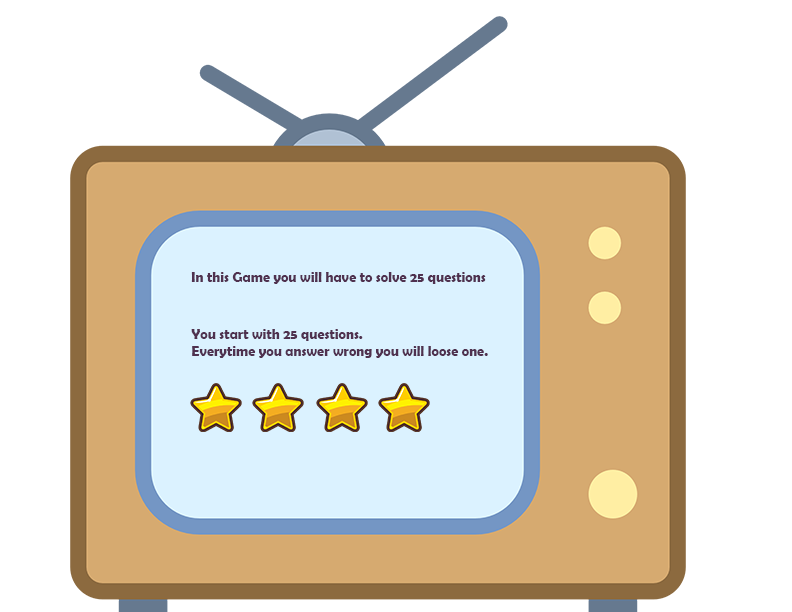 In this Game you will have to solve 25 questions
You start with 25 questions.
Everytime you answer wrong you will loose one.